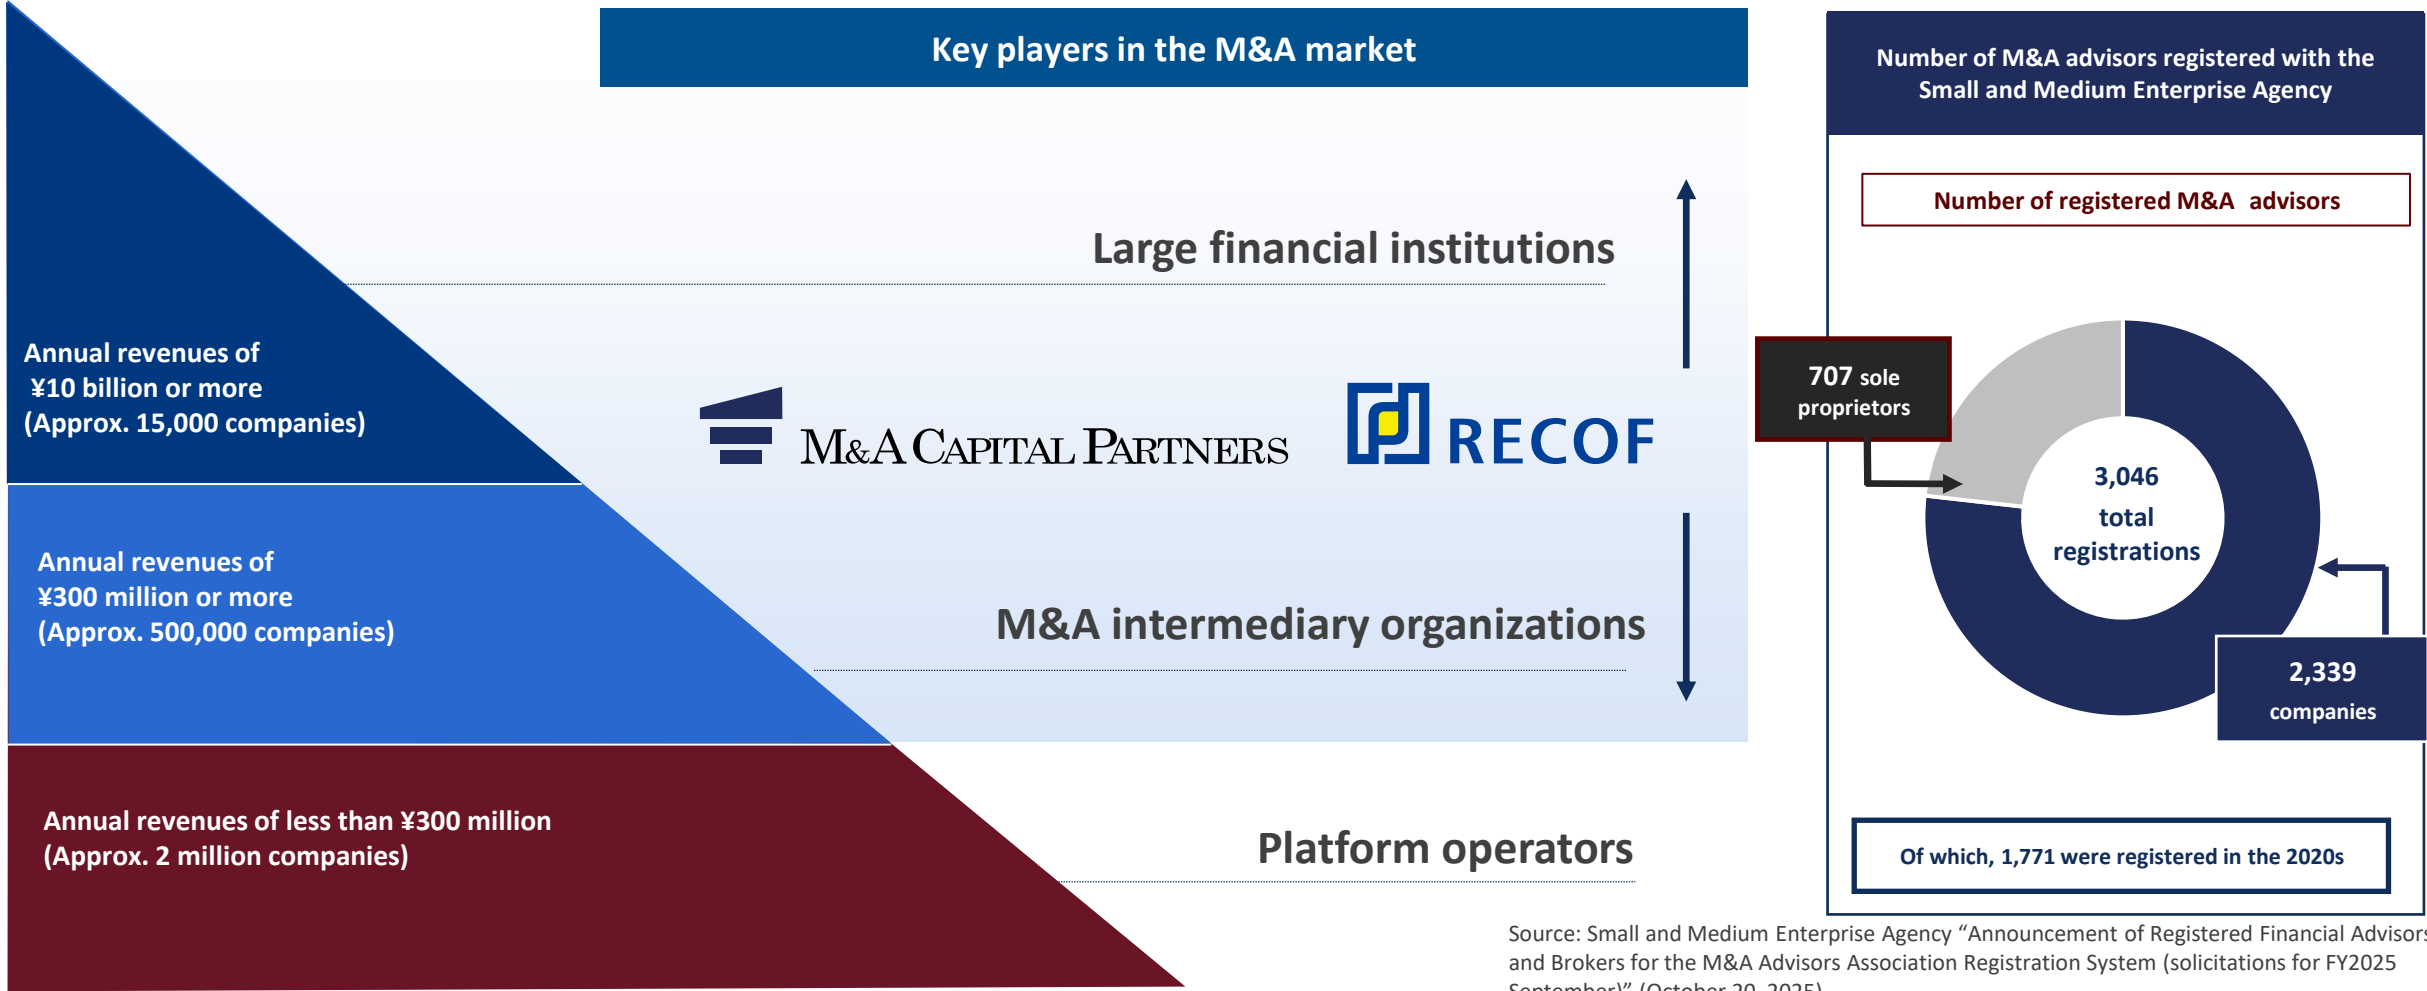 Key players in the M&A market
Large financial institutions
Annual revenues of
¥10 billion or more
(Approx. 15,000 companies)
M&A CAPITAL PARTNERS
RECOF
Annual revenues of
¥300 million or more
(Approx. 500,000 companies)
M&A intermediary organizations
Annual revenues of less than ¥300 million
(Approx. 2 million companies)
Platform operators
Number of M&A advisors registered with the
Small and Medium Enterprise Agency
Number of registered M&A advisors
707 sole
proprietors
3,046
total
registrations
2,339
companies
Of which, 1,771 were registered in the 2020s
Source: Small and Medium Enterprise Agency “Announcement of Registered Financial Advisors
and Brokers for the M&A Advisors Association Registration System (solicitations for FY2025
September)” (October 20, 2025)